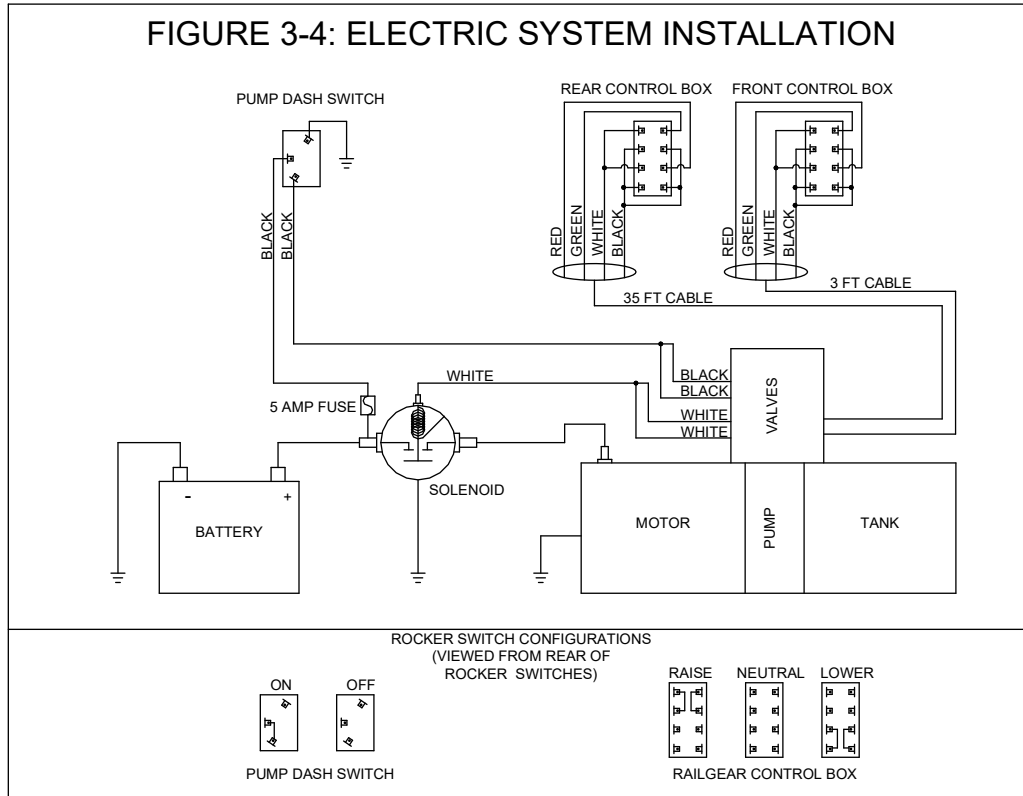 FIGURE 3-4: ELECTRIC SYSTEM INSTALLATION
PUMP DASH SWITCH
REAR CONTROL BOX
FRONT CONTROL BOX
BLACK
BLACK
RED
GREEN
WHITE
BLACK
RED
GREEN
WHITE
BLACK
35 FT CABLE
3 FT CABLE
WHITE
BLACK
BLACK
WHITE
WHITE
VALVES
5 AMP FUSE
SOLENOID
-
+
BATTERY
MOTOR
PUMP
TANK
ROCKER SWITCH CONFIGURATIONS
(VIEWED FROM REAR OF
ROCKER SWITCHES)
ON
OFF
PUMP DASH SWITCH
RAISE
NEUTRAL
LOWER
RAILGEAR CONTROL BOX